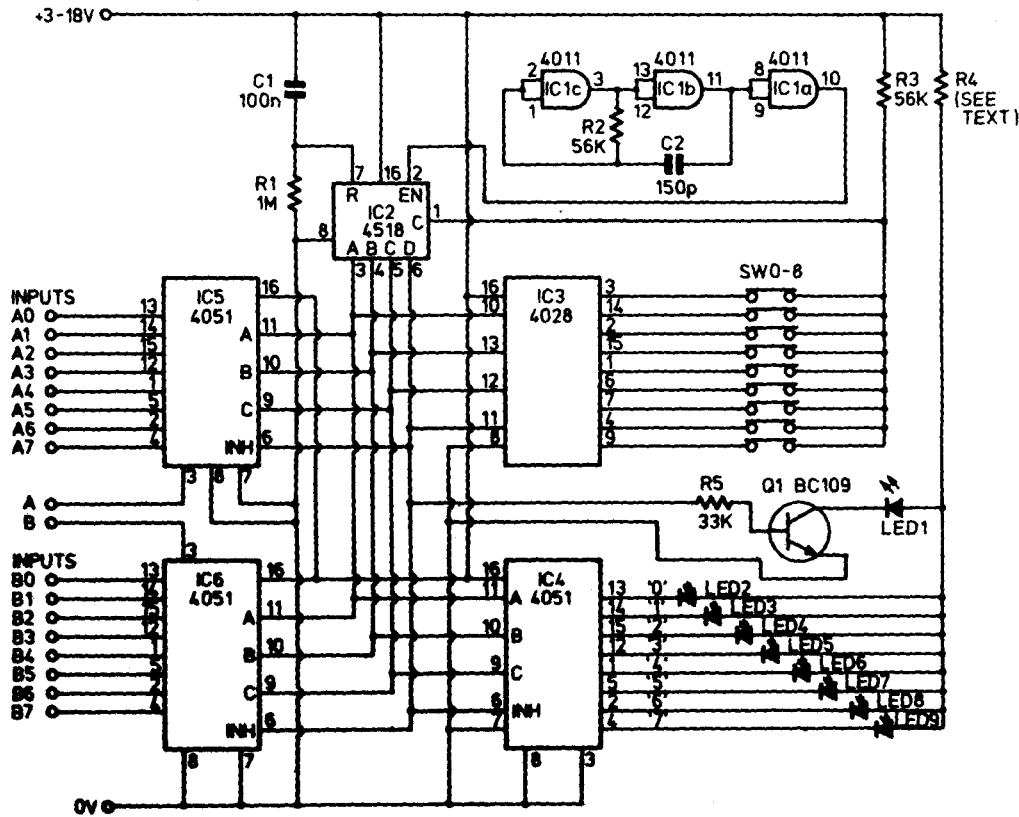 +3-18V
C1
100n
R1
1M
7
16
2
R
EN
IC2
4518
C
1
8
A B C D
3
4
5
6
4011
2
1
IC1c
3
R2
56K
4011
13
12
IC1b
11
C2
150p
4011
8
9
IC1a
10
R3
56K
R4
(SEE
TEXT)
INPUTS
A0
A1
A2
A3
A4
A5
A6
A7
13
12
1
5
2
4
IC5
4051
16
A
11
B
10
C
9
INH
6
3
8
7
16
10
13
12
11
8
IC3
4028
3
14
2
15
1
6
7
4
9
SW0-8
A
B
R5
33K
Q1 BC109
LED1
INPUTS
B0
B1
B2
B3
B4
B5
B6
B7
13
3
IC6
4051
16
A
11
B
10
C
9
INH
6
8
7
16
11
10
9
6
7
A
B
C
INH
IC4
4051
8
3
13
'0'
LED2
14
LED3
LED4
LED5
LED6
5
'5'
LED7
2
'6'
LED8
4
'7'
LED9
0V